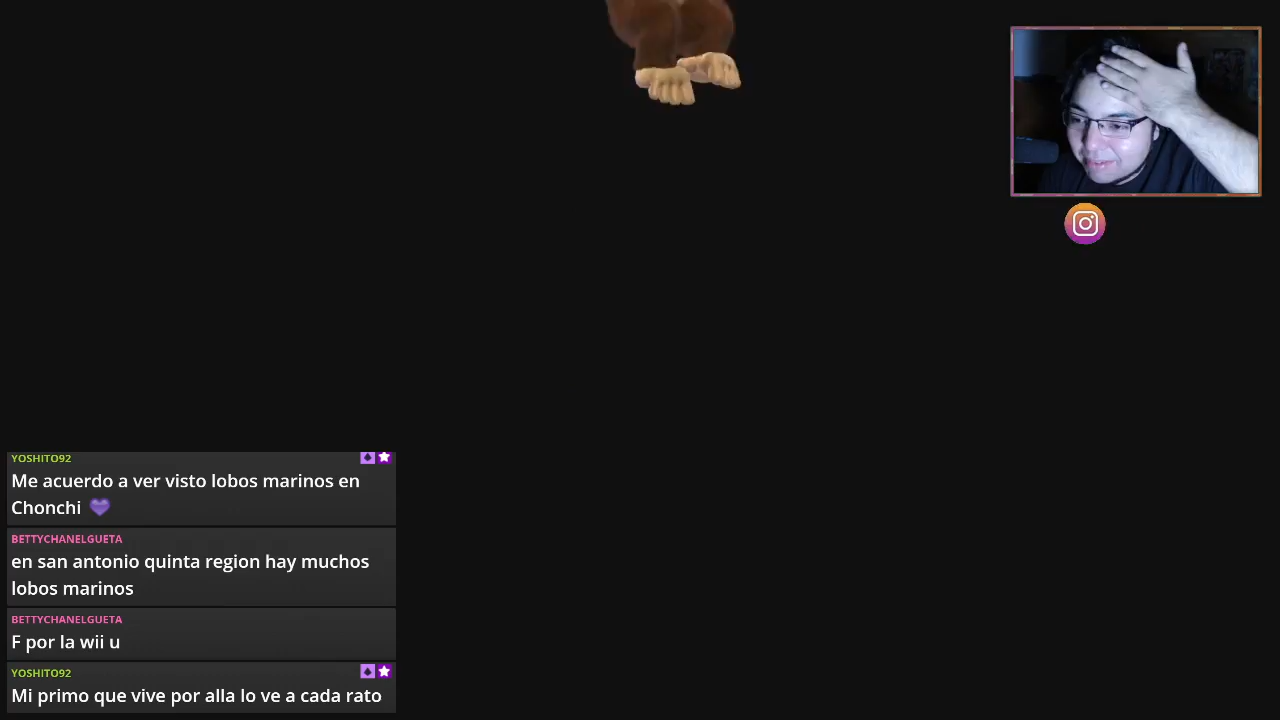 YOSHITO92
Me acuerdo a ver visto lobos marinos en
Chonchi
BETTYCHANELGUETA
en san antonio quinta region hay muchos
lobos marinos
BETTYCHANELGUETA
F por la wii u
YOSHITO92
Mi primo que vive por alla lo ve a cada rato